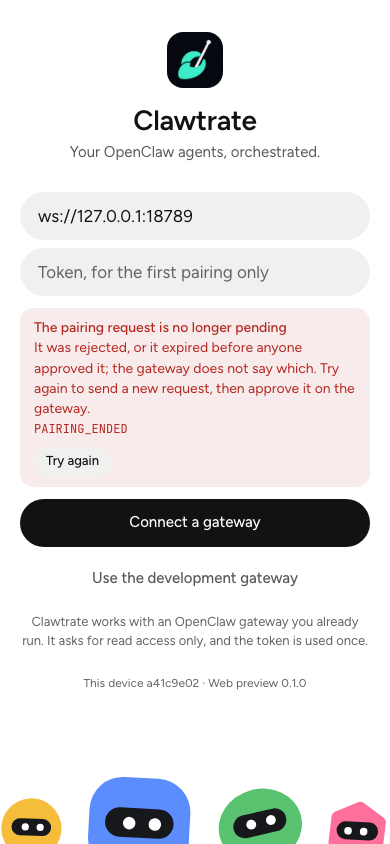 Clawtrate
Your OpenClaw agents, orchestrated.
ws://127.0.0.1:18789
Token, for the first pairing only
The pairing request is no longer pending
It was rejected, or it expired before anyone
approved it; the gateway does not say which. Try
again to send a new request, then approve it on the
gateway.
PAIRING_ENDED
Try again
Connect a gateway
Use the development gateway
Clawtrate works with an OpenClaw gateway you already
run. It asks for read access only, and the token is used once.
This device a41c9e02 · Web preview 0.1.0